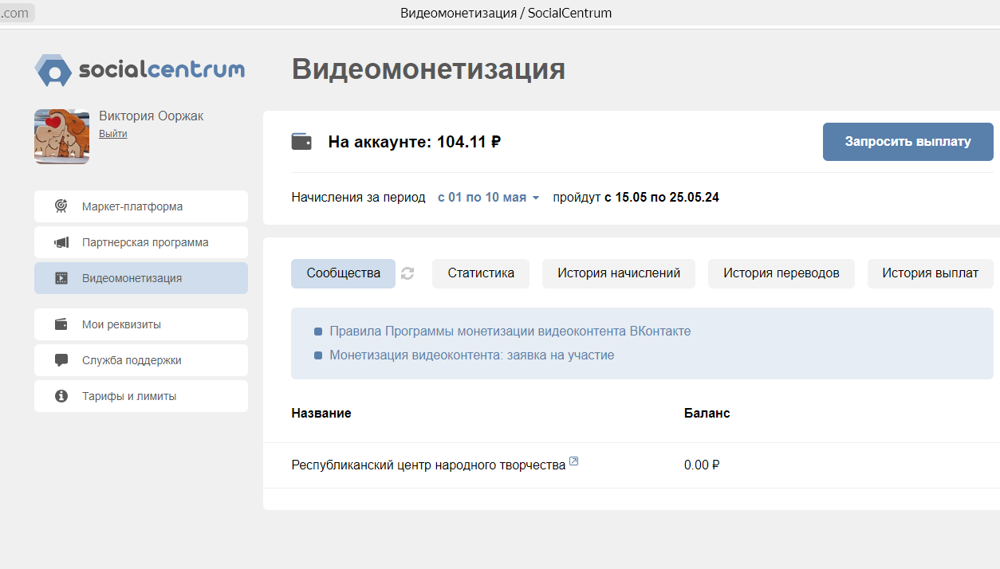 .com
Видеомонетизация / SocialCentrum
socialcentrum
Видеомонетизация
Виктория Ооржак
Выйти
На аккаунте: 104.11 ₽
Запросить выплату
Начисления за период с 01 по 10 мая пройдут с 15.05 по 25.05.24
Маркет-платформа
Партнерская программа
Видеомонетизация
Мои реквизиты
Служба поддержки
Тарифы и лимиты
Сообщества
Статистика
История начислений
История переводов
История выплат
Правила Программы монетизации видеоконтента ВКонтакте
Монетизация видеоконтента: заявка на участие
Название Баланс
Республиканский центр народного творчества 0.00 ₽